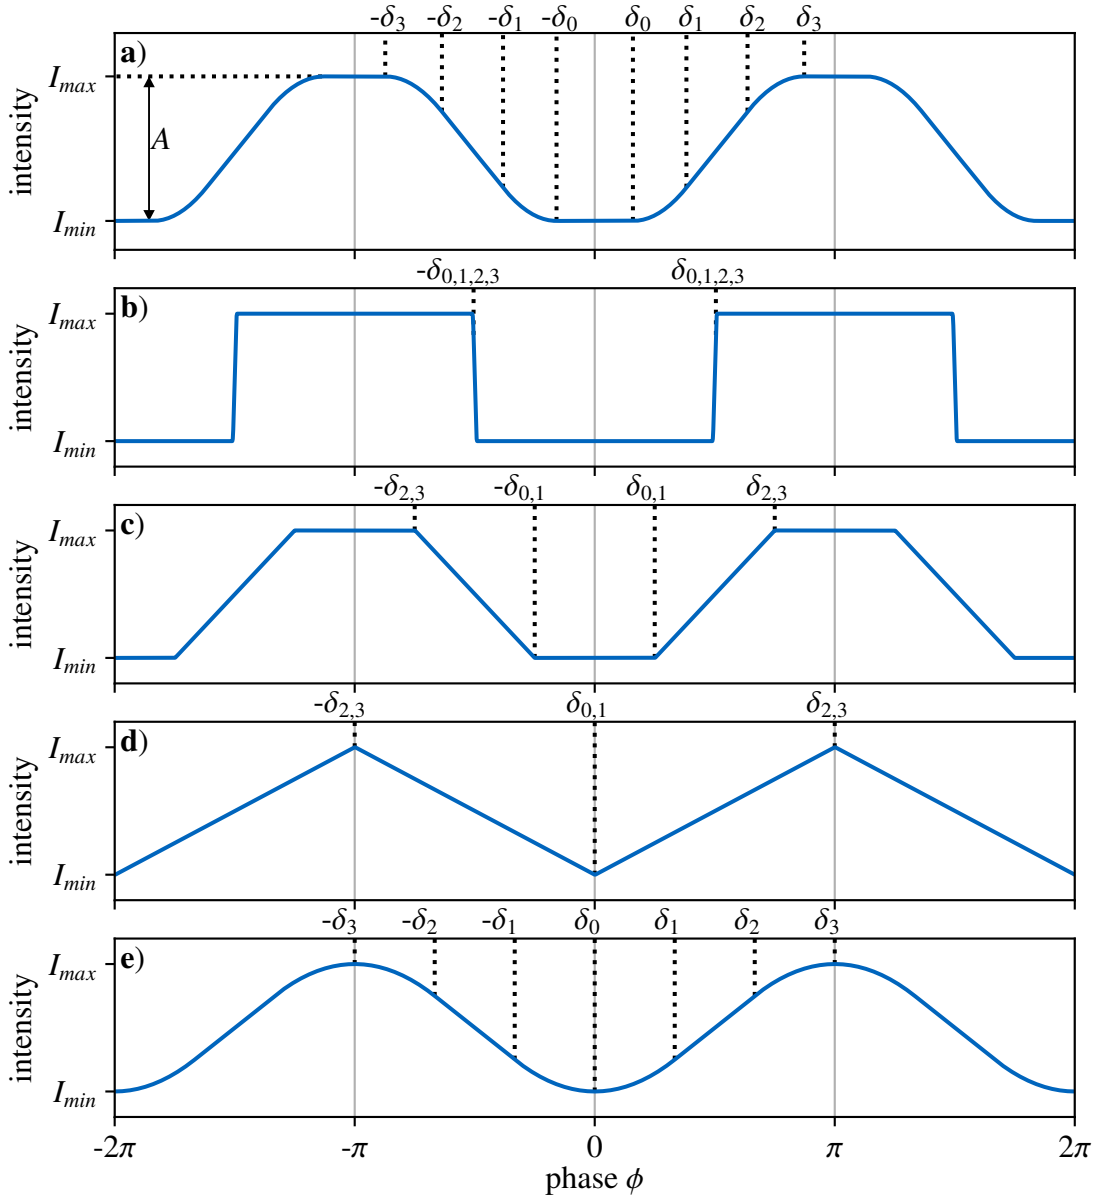 -δ3 -δ2 -δ1 -δ0 δ0 δ1 δ2 δ3
a)
Imax
A
intensity
Imin
-δ0,1,2,3 δ0,1,2,3
b)
Imax
intensity
Imin
-δ2,3 -δ0,1 δ0,1 δ2,3
c)
Imax
intensity
Imin
-δ2,3 δ0,1 δ2,3
d)
Imax
intensity
Imin
-δ3 -δ2 -δ1 δ0 δ1 δ2 δ3
e)
Imax
intensity
Imin
-2π -π 0 π 2π
phase ϕ